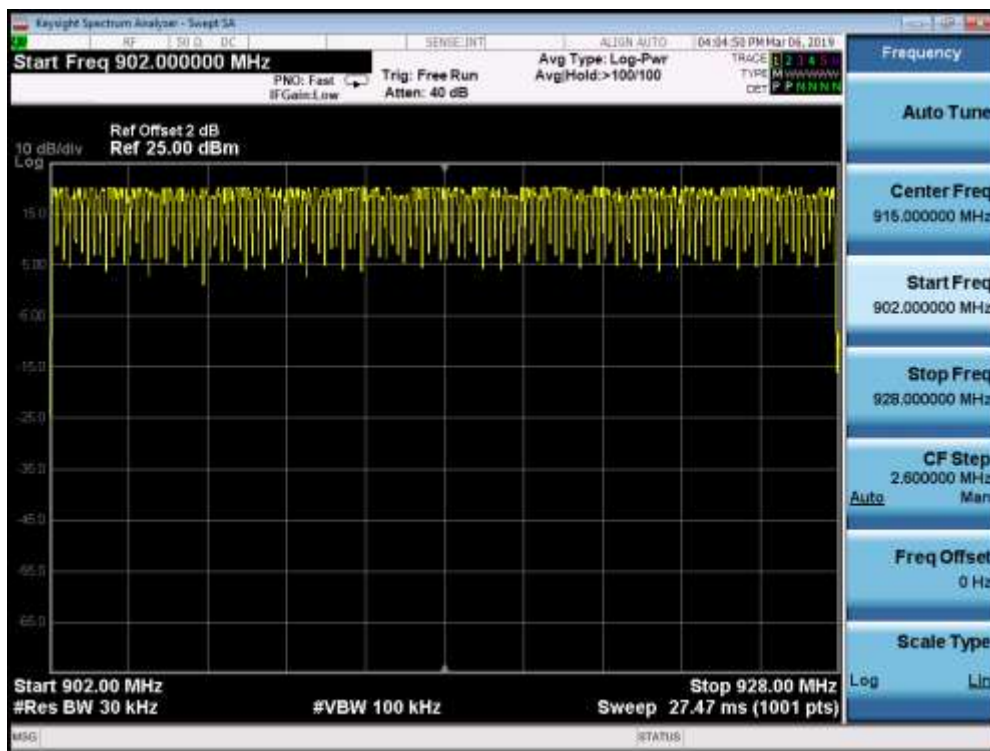 Keysight Spectrum Analyzer - Swept SA
RF 50 Ω DC SENSE:INT ALIGN AUTO 04:04:50 PM Mar 06, 2019
Start Freq 902.000000 MHz
PNO: Fast
IFGain:Low
Trig: Free Run
Atten: 40 dB
Avg Type: Log-Pwr
Avg|Hold:>100/100
TRACE 1 2 3 4 5 6
TYPE M W W W W W
DET P P N N N N
Ref Offset 2 dB
10 dB/div Ref 25.00 dBm
Log
15.0
5.00
-5.00
-15.0
-25.0
-35.0
-45.0
-55.0
-65.0
Start 902.00 MHz Stop 928.00 MHz
#Res BW 30 kHz #VBW 100 kHz Sweep 27.47 ms (1001 pts)
MSG STATUS
Frequency
Auto Tune
Center Freq
915.000000 MHz
Start Freq
902.000000 MHz
Stop Freq
928.000000 MHz
CF Step
2.600000 MHz
Auto Man
Freq Offset
0 Hz
Scale Type
Log Lin